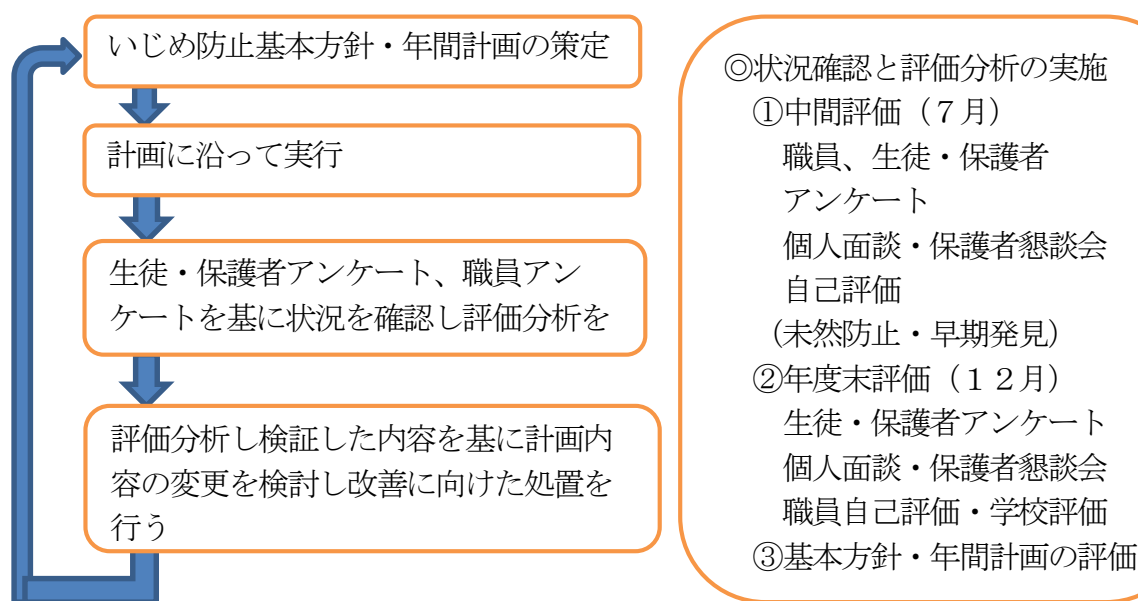 いじめ防止基本方針・年間計画の策定
計画に沿って実行
生徒・保護者アンケート、職員アン
ケートを基に状況を確認し評価分析を
評価分析し検証した内容を基に計画内
容の変更を検討し改善に向けた処置を
行う
◎状況確認と評価分析の実施
①中間評価（７月）
職員、生徒・保護者
アンケート
個人面談・保護者懇談会
自己評価
（未然防止・早期発見）
②年度末評価（１２月）
生徒・保護者アンケート
個人面談・保護者懇談会
職員自己評価・学校評価
③基本方針・年間計画の評価